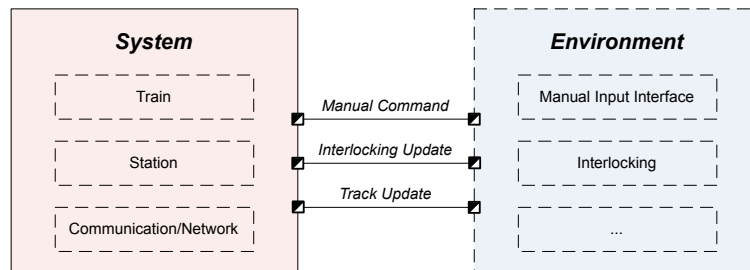 System
Train
Station
Communication/Network
Manual Command
Interlocking Update
Track Update
Environment
Manual Input Interface
Interlocking
...